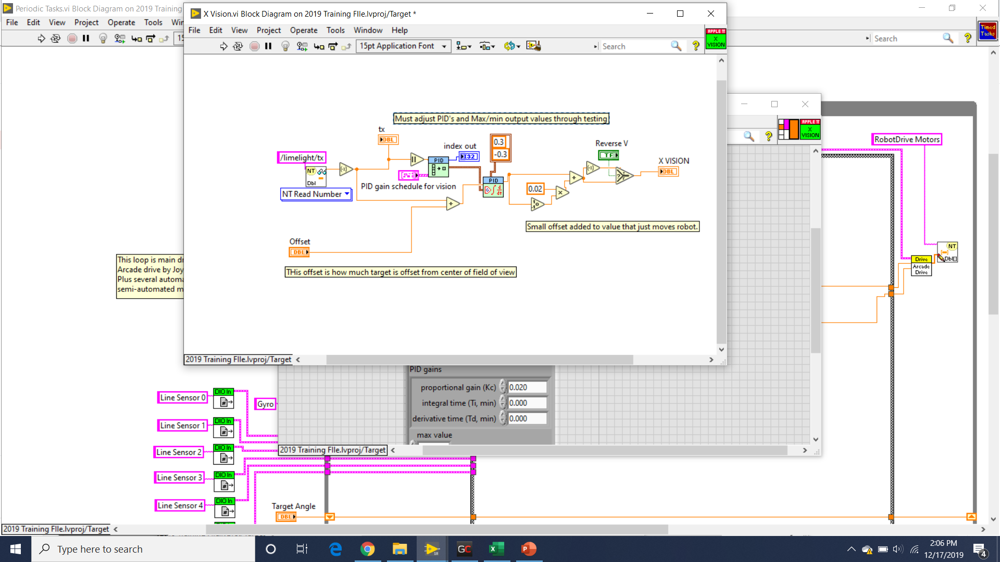 Periodic Tasks.vi Block Diagram on 2019 Training
X Vision.vi Block Diagram on 2019 Training FIle.lvproj/Target *
File Edit View Project Operate Tools
File Edit View Project Operate Tools Window Help
15pt Application Font
Search
Search
APPLE π
X
VISION
Timed
Tasks
Must adjust PID's and Max/min output values through testing
tx
DBL
/limelight/tx
NT
Dbl
NT Read Number
(-x)
index out
I32
PID
PID gain schedule for vision
0.3
-0.3
PID
0.02
Reverse V
TF
(-x)
X VISION
DBL
Small offset added to value that just moves robot.
Offset
DBL
THis offset is how much target is offset from center of field of view
2019 Training FIle.lvproj/Target
APPLE π
X
VISION
RobotDrive Motors
NT
Dbl[]
Drive
Arcade
Drive
This loop is main dr
Arcade drive by Joy
Plus several automa
semi-automated m
PID gains
proportional gain (Kc) 0.020
integral time (Ti, min) 0.000
derivative time (Td, min) 0.000
max value
2019 Training FIle.lvproj/Target
Line Sensor 0
DIO In
Gyro
Line Sensor 1
DIO In
Line Sensor 2
DIO In
Line Sensor 3
DIO In
Line Sensor 4
DIO In
Target Angle
DBL
2019 Training FIle.lvproj/Target
Type here to search
GC
2:06 PM
12/17/2019
4